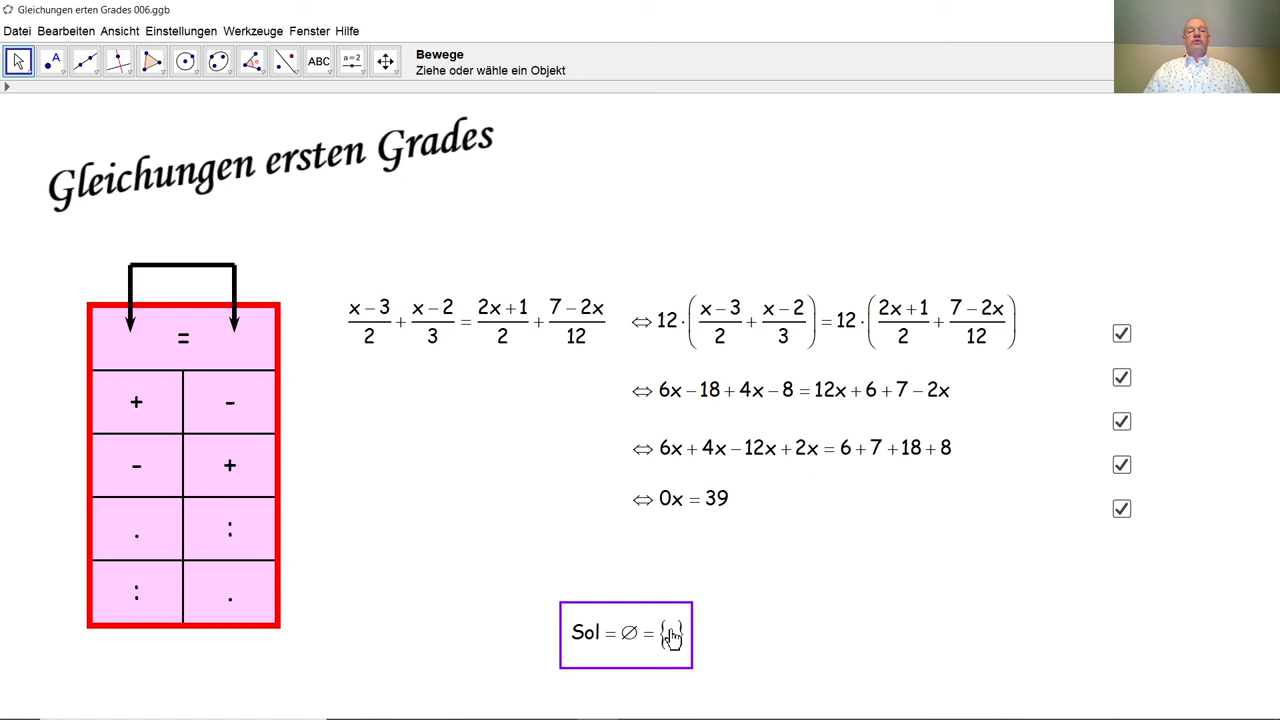 Gleichungen erten Grades 006.ggb
Datei Bearbeiten Ansicht Einstellungen Werkzeuge Fenster Hilfe
A ABC a=2 Bewege
Ziehe oder wähle ein Objekt
Gleichungen ersten Grades
=
+ -
- +
. :
: .
(x-3)/2 + (x-2)/3 = (2x+1)/2 + (7-2x)/12 ⇔ 12·((x-3)/2 + (x-2)/3) = 12·((2x+1)/2 + (7-2x)/12)
⇔ 6x-18+4x-8=12x+6+7-2x
⇔ 6x+4x-12x+2x=6+7+18+8
⇔ 0x=39
Sol = ∅ = { }